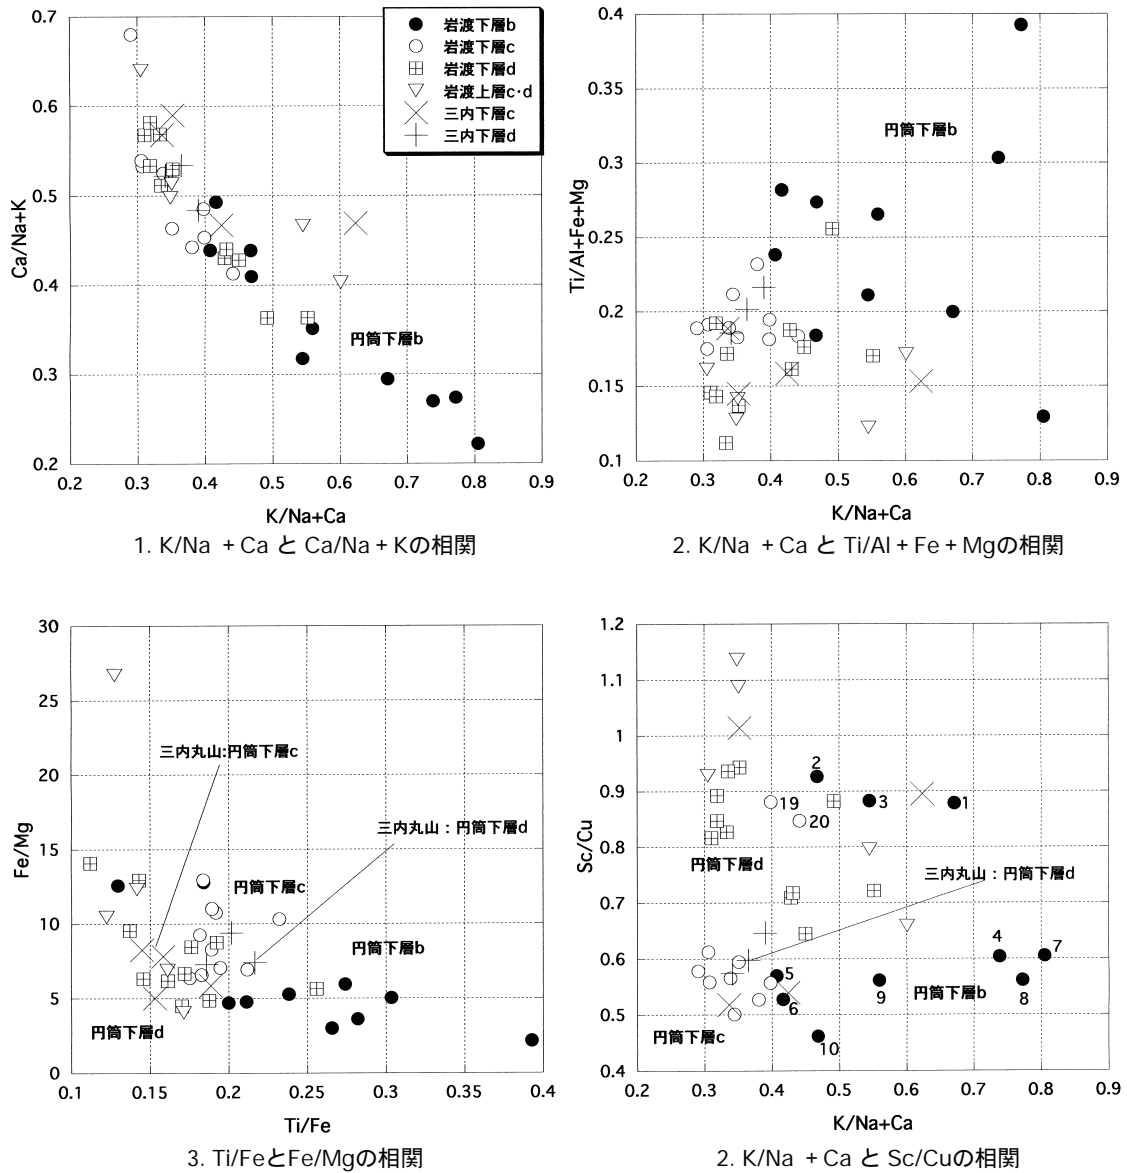 0.7
0.6
0.5
0.4
0.3
0.2
Ca/Na+K
0.2 0.3 0.4 0.5 0.6 0.7 0.8 0.9
K/Na+Ca
岩渡下層b
岩渡下層c
岩渡下層d
岩渡上層c·d
三内下層c
三内下層d
円筒下層b
1. K/Na + Ca と Ca/Na + Kの相関
0.4
0.35
0.3
0.25
0.2
0.15
0.1
Ti/Al+Fe+Mg
0.2 0.3 0.4 0.5 0.6 0.7 0.8 0.9
K/Na+Ca
円筒下層b
2. K/Na + Ca と Ti/Al + Fe + Mgの相関
30
25
20
15
10
5
0
Fe/Mg
0.1 0.15 0.2 0.25 0.3 0.35 0.4
Ti/Fe
三内丸山:円筒下層c
三内丸山：円筒下層d
円筒下層c
円筒下層b
円筒下層d
3. Ti/FeとFe/Mgの相関
1.2
1.1
1
0.9
0.8
0.7
0.6
0.5
0.4
Sc/Cu
0.2 0.3 0.4 0.5 0.6 0.7 0.8 0.9
K/Na+Ca
2
19
3
1
20
円筒下層d
三内丸山：円筒下層d
4
7
5
9
円筒下層b
8
6
円筒下層c
10
2. K/Na + Ca と Sc/Cuの相関